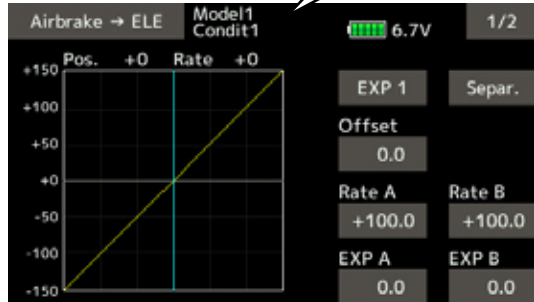 Airbrake → ELE
Model1
Condit1
6.7V
1/2
Pos. +0 Rate +0
+150
+100
+50
+0
-50
-100
-150
EXP 1
Separ.
Offset
0.0
Rate A Rate B
+100.0 +100.0
EXP A EXP B
0.0 0.0